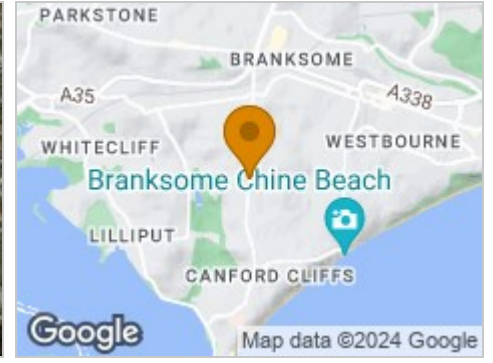 PARKSTONE
BRANKSOME
A35
A338
WHITECLIFF
WESTBOURNE
Branksome Chine Beach
LILLIPUT
CANFORD CLIFFS
Google
Map data ©2024 Google